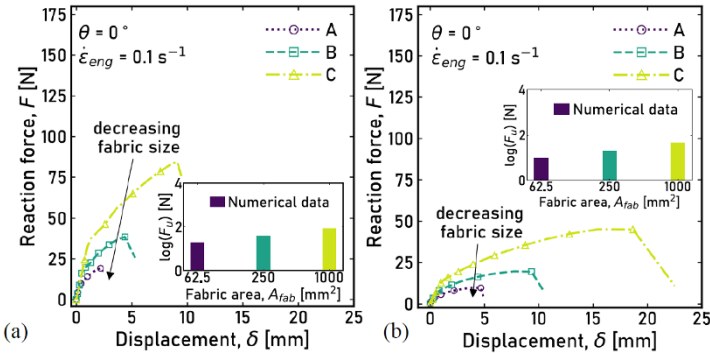 175
150
125
100
75
50
25
0
Reaction force, F [N]
θ = 0°
ε̇eng = 0.1 s⁻¹
A
B
C
decreasing
fabric size
4
2
0
log(Fu) [N]
Numerical data
62.5 250 1000
Fabric area, Afab [mm²]
0 5 10 15 20 25
Displacement, δ [mm]
(a)
175
150
125
100
75
50
25
0
Reaction force, F [N]
θ = 0°
ε̇eng = 0.1 s⁻¹
A
B
C
4
2
0
log(Fu) [N]
Numerical data
62.5 250 1000
Fabric area, Afab [mm²]
decreasing
fabric size
0 5 10 15 20 25
Displacement, δ [mm]
(b)